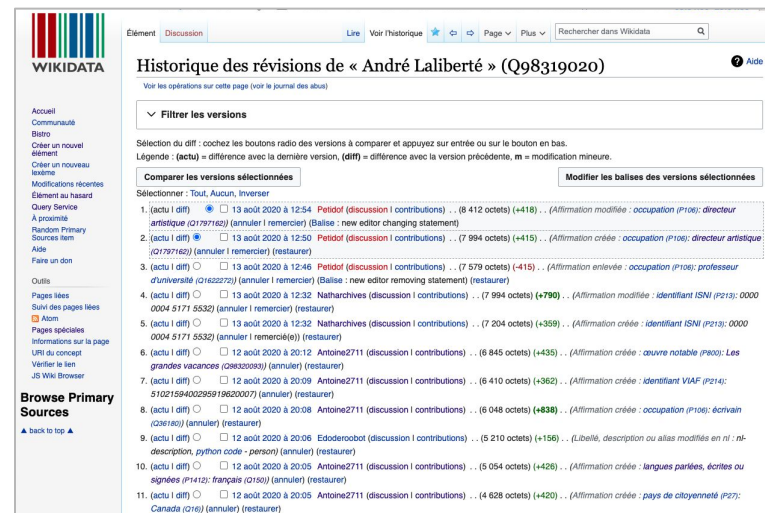 WIKIDATA
Élément Discussion Lire Voir l'historique Page Plus Rechercher dans Wikidata
Historique des révisions de « André Laliberté » (Q98319020)
Aide
Voir les opérations sur cette page (voir le journal des abus)
Filtrer les versions
Sélection du diff : cochez les boutons radio des versions à comparer et appuyez sur entrée ou sur le bouton en bas.
Légende : (actu) = différence avec la dernière version, (diff) = différence avec la version précédente, m = modification mineure.
Comparer les versions sélectionnées Modifier les balises des versions sélectionnées
Sélectionner : Tout, Aucun, Inverser
1. (actu | diff) 13 août 2020 à 12:54 Petidof (discussion | contributions) . . (8 412 octets) (+418) . . (Affirmation modifiée : occupation (P106): directeur
artistique (Q1797162)) (annuler | remercier) (Balise : new editor changing statement)
2. (actu | diff) 13 août 2020 à 12:50 Petidof (discussion | contributions) . . (7 994 octets) (+415) . . (Affirmation créée : occupation (P106): directeur artistique
(Q1797162)) (annuler | remercier) (restaurer)
3. (actu | diff) 13 août 2020 à 12:46 Petidof (discussion | contributions) . . (7 579 octets) (-415) . . (Affirmation enlevée : occupation (P106): professeur
d'université (Q1622272)) (annuler | remercier) (Balise : new editor removing statement) (restaurer)
4. (actu | diff) 13 août 2020 à 12:32 Natharchives (discussion | contributions) . . (7 994 octets) (+790) . . (Affirmation modifiée : identifiant ISNI (P213): 0000
0004 5171 5532) (annuler | remercier) (restaurer)
5. (actu | diff) 13 août 2020 à 12:32 Natharchives (discussion | contributions) . . (7 204 octets) (+359) . . (Affirmation créée : identifiant ISNI (P213): 0000
0004 5171 5532) (annuler | remercié(e)) (restaurer)
6. (actu | diff) 12 août 2020 à 20:12 Antoine2711 (discussion | contributions) . . (6 845 octets) (+435) . . (Affirmation créée : œuvre notable (P800): Les
grandes vacances (Q98320093)) (annuler) (restaurer)
7. (actu | diff) 12 août 2020 à 20:09 Antoine2711 (discussion | contributions) . . (6 410 octets) (+362) . . (Affirmation créée : identifiant VIAF (P214):
5102159400295919620007) (annuler) (restaurer)
8. (actu | diff) 12 août 2020 à 20:08 Antoine2711 (discussion | contributions) . . (6 048 octets) (+838) . . (Affirmation créée : occupation (P106): écrivain
(Q36180)) (annuler) (restaurer)
9. (actu | diff) 12 août 2020 à 20:06 Edoderoobot (discussion | contributions) . . (5 210 octets) (+156) . . (Libellé, description ou alias modifiés en nl : nl-
description, python code - person) (annuler) (restaurer)
10. (actu | diff) 12 août 2020 à 20:05 Antoine2711 (discussion | contributions) . . (5 054 octets) (+426) . . (Affirmation créée : langues parlées, écrites ou
signées (P1412): français (Q150)) (annuler) (restaurer)
11. (actu | diff) 12 août 2020 à 20:05 Antoine2711 (discussion | contributions) . . (4 628 octets) (+420) . . (Affirmation créée : pays de citoyenneté (P27):
Canada (Q16)) (annuler) (restaurer)
Accueil
Communauté
Bistro
Créer un nouvel
élément
Créer un nouveau
lexème
Modifications récentes
Élément au hasard
Query Service
À proximité
Random Primary
Sources item
Aide
Faire un don
Outils
Pages liées
Suivi des pages liées
Atom
Pages spéciales
Informations sur la page
URI du concept
Vérifier le lien
JS Wiki Browser
Browse Primary
Sources
▲ back to top ▲